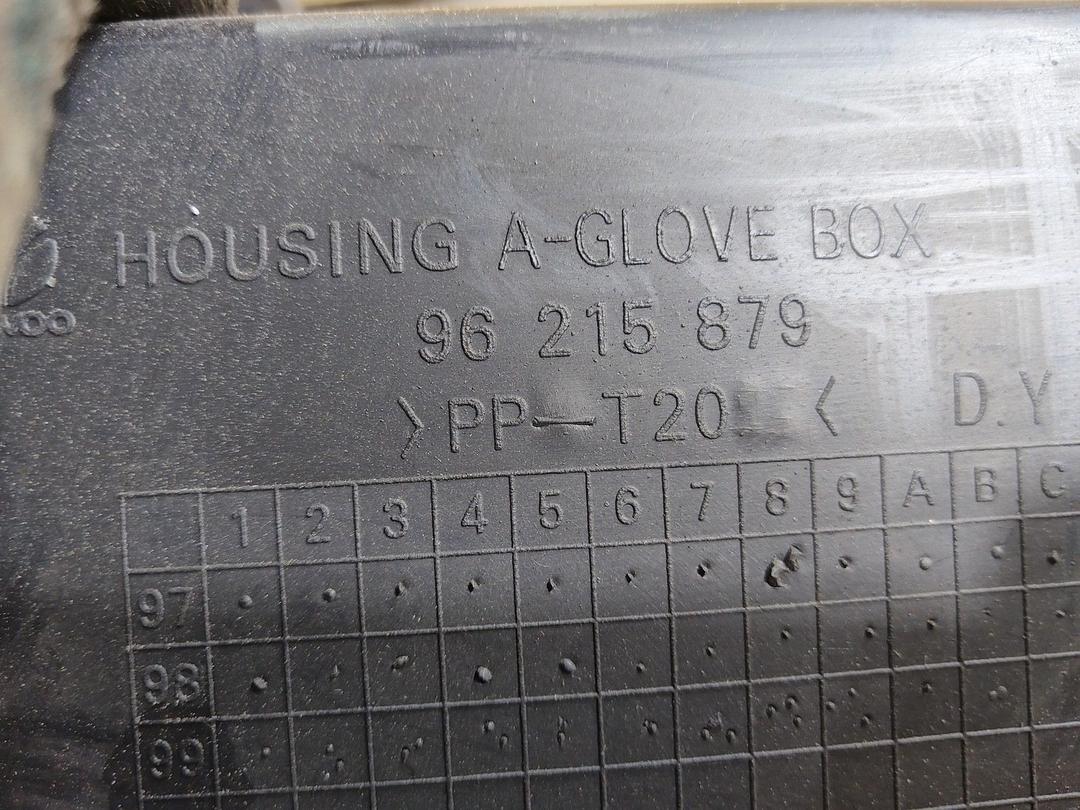 HOUSING A-GLOVE BOX
96 215 879
>PP—T20 < D.Y
1 2 3 4 5 6 7 8 9 A B C
97
98
99